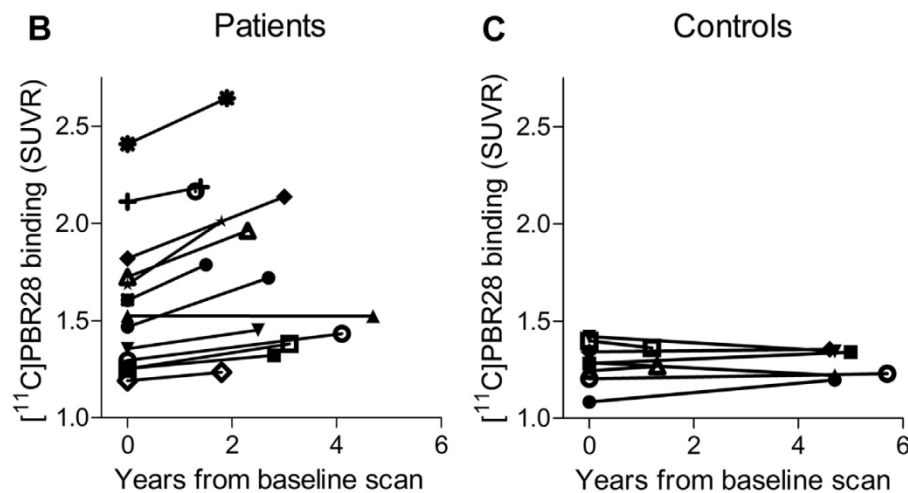 B Patients
[¹¹C]PBR28 binding (SUVR)
2.5
2.0
1.5
1.0
0 2 4 6
Years from baseline scan
C Controls
[¹¹C]PBR28 binding (SUVR)
2.5
2.0
1.5
1.0
0 2 4 6
Years from baseline scan